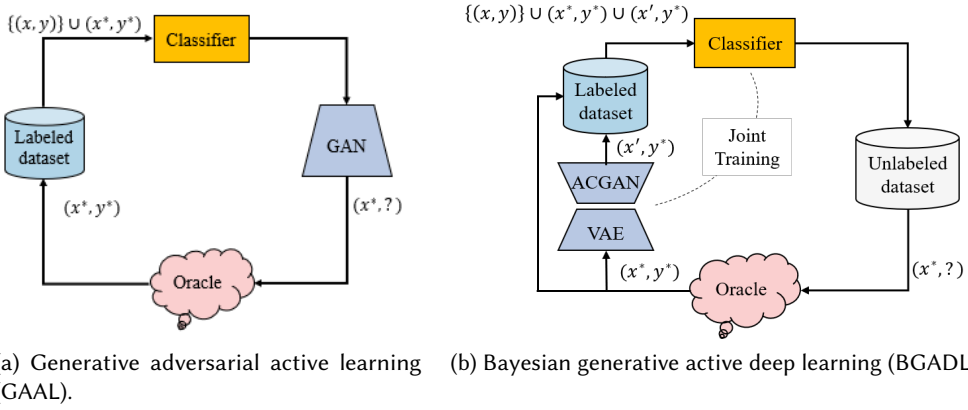 {(x, y)} ∪ (x*, y*)
Classifier
Labeled
dataset
GAN
(x*, y*)
(x*, ?)
Oracle
(a) Generative adversarial active learning
(GAAL).
{(x, y)} ∪ (x*, y*) ∪ (x′, y*)
Classifier
Labeled
dataset
(x′, y*)
Joint
Training
ACGAN
VAE
Unlabeled
dataset
(x*, y*)
(x*, ?)
Oracle
(b) Bayesian generative active deep learning (BGADL